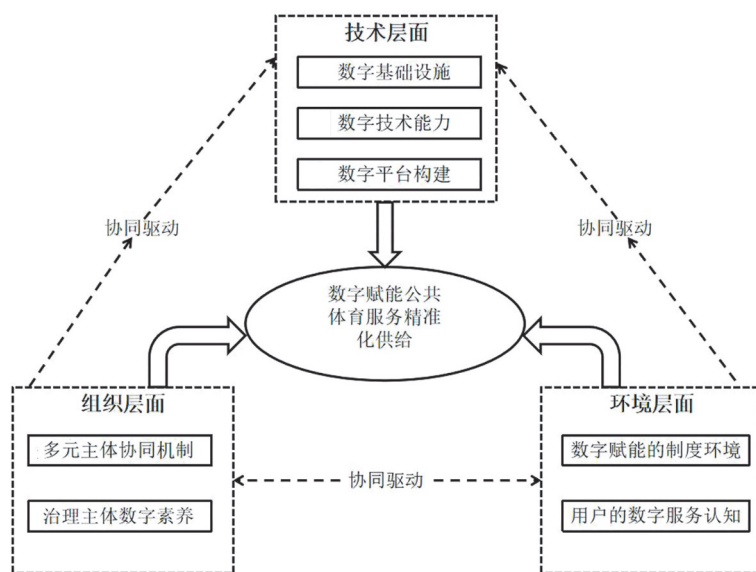 技术层面
数字基础设施
数字技术能力
数字平台构建
协同驱动
协同驱动
数字赋能公共
体育服务精准
化供给
组织层面
多元主体协同机制
治理主体数字素养
协同驱动
环境层面
数字赋能的制度环境
用户的数字服务认知